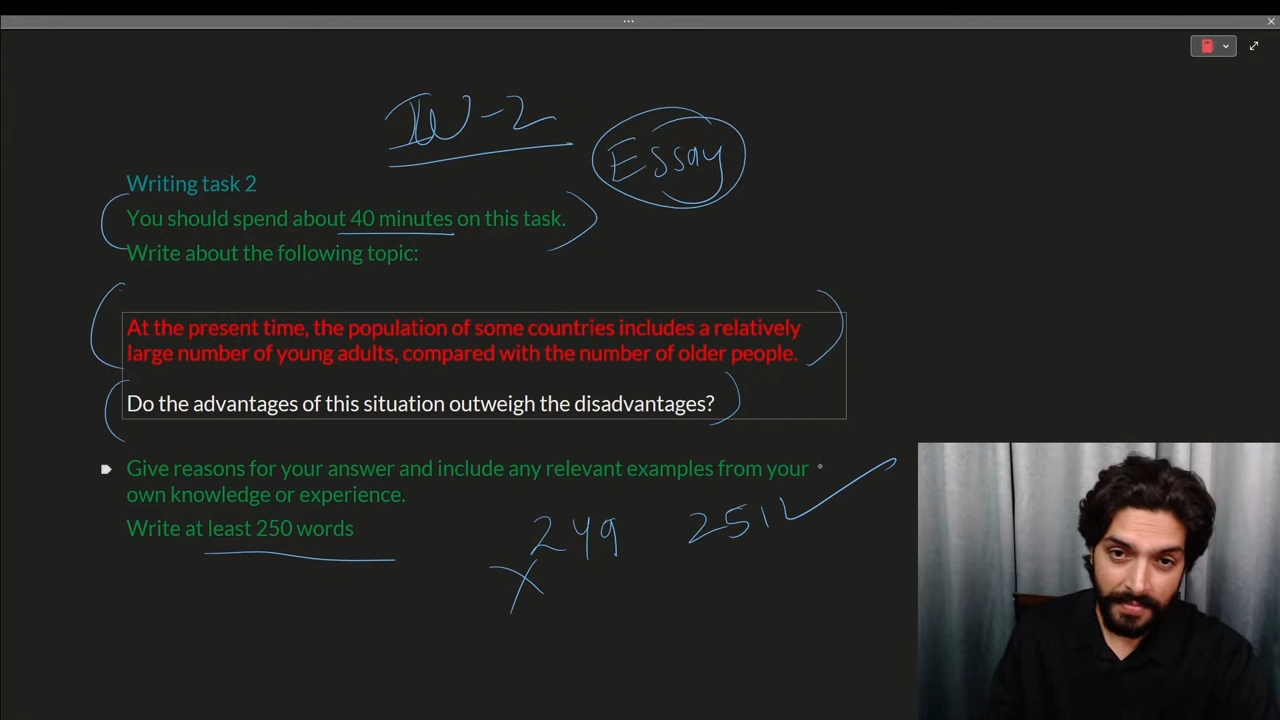 IW-2
Essay
Writing task 2
You should spend about 40 minutes on this task.
Write about the following topic:
At the present time, the population of some countries includes a relatively
large number of young adults, compared with the number of older people.
Do the advantages of this situation outweigh the disadvantages?
Give reasons for your answer and include any relevant examples from your
own knowledge or experience.
Write at least 250 words
249 251